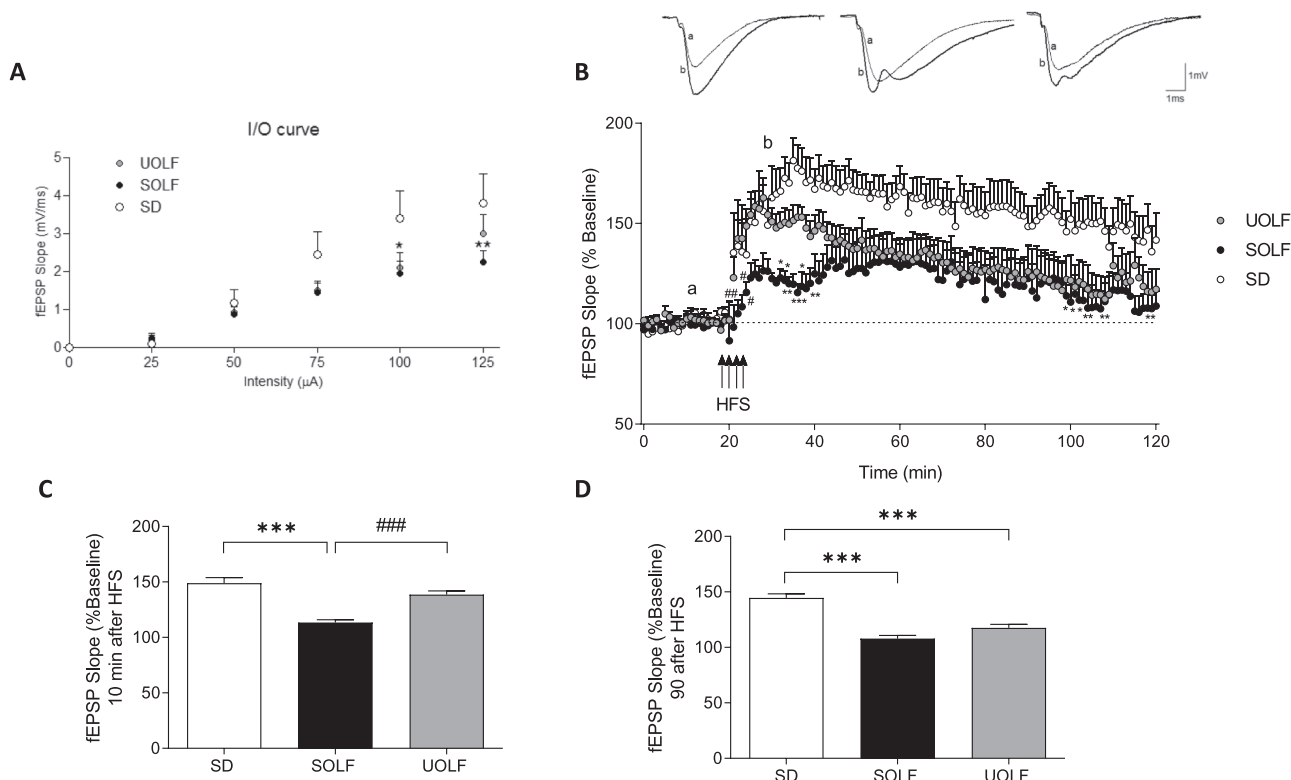 A
I/O curve
fEPSP Slope (mV/ms)
5
4
3
2
1
0
UOLF
SOLF
SD
*
**
0 25 50 75 100 125
Intensity (µA)
B
a
b
a
b
a
b
1mV
1ms
fEPSP Slope (% Baseline)
200
150
100
50
a
b
##
#
#
HFS
0 20 40 60 80 100 120
Time (min)
UOLF
SOLF
SD
C
fEPSP Slope (%Baseline)
10 min after HFS
200
150
100
50
0
***
###
SD SOLF UOLF
D
fEPSP Slope (%Baseline)
90 after HFS
200
150
100
50
0
***
***
SD SOLF UOLF